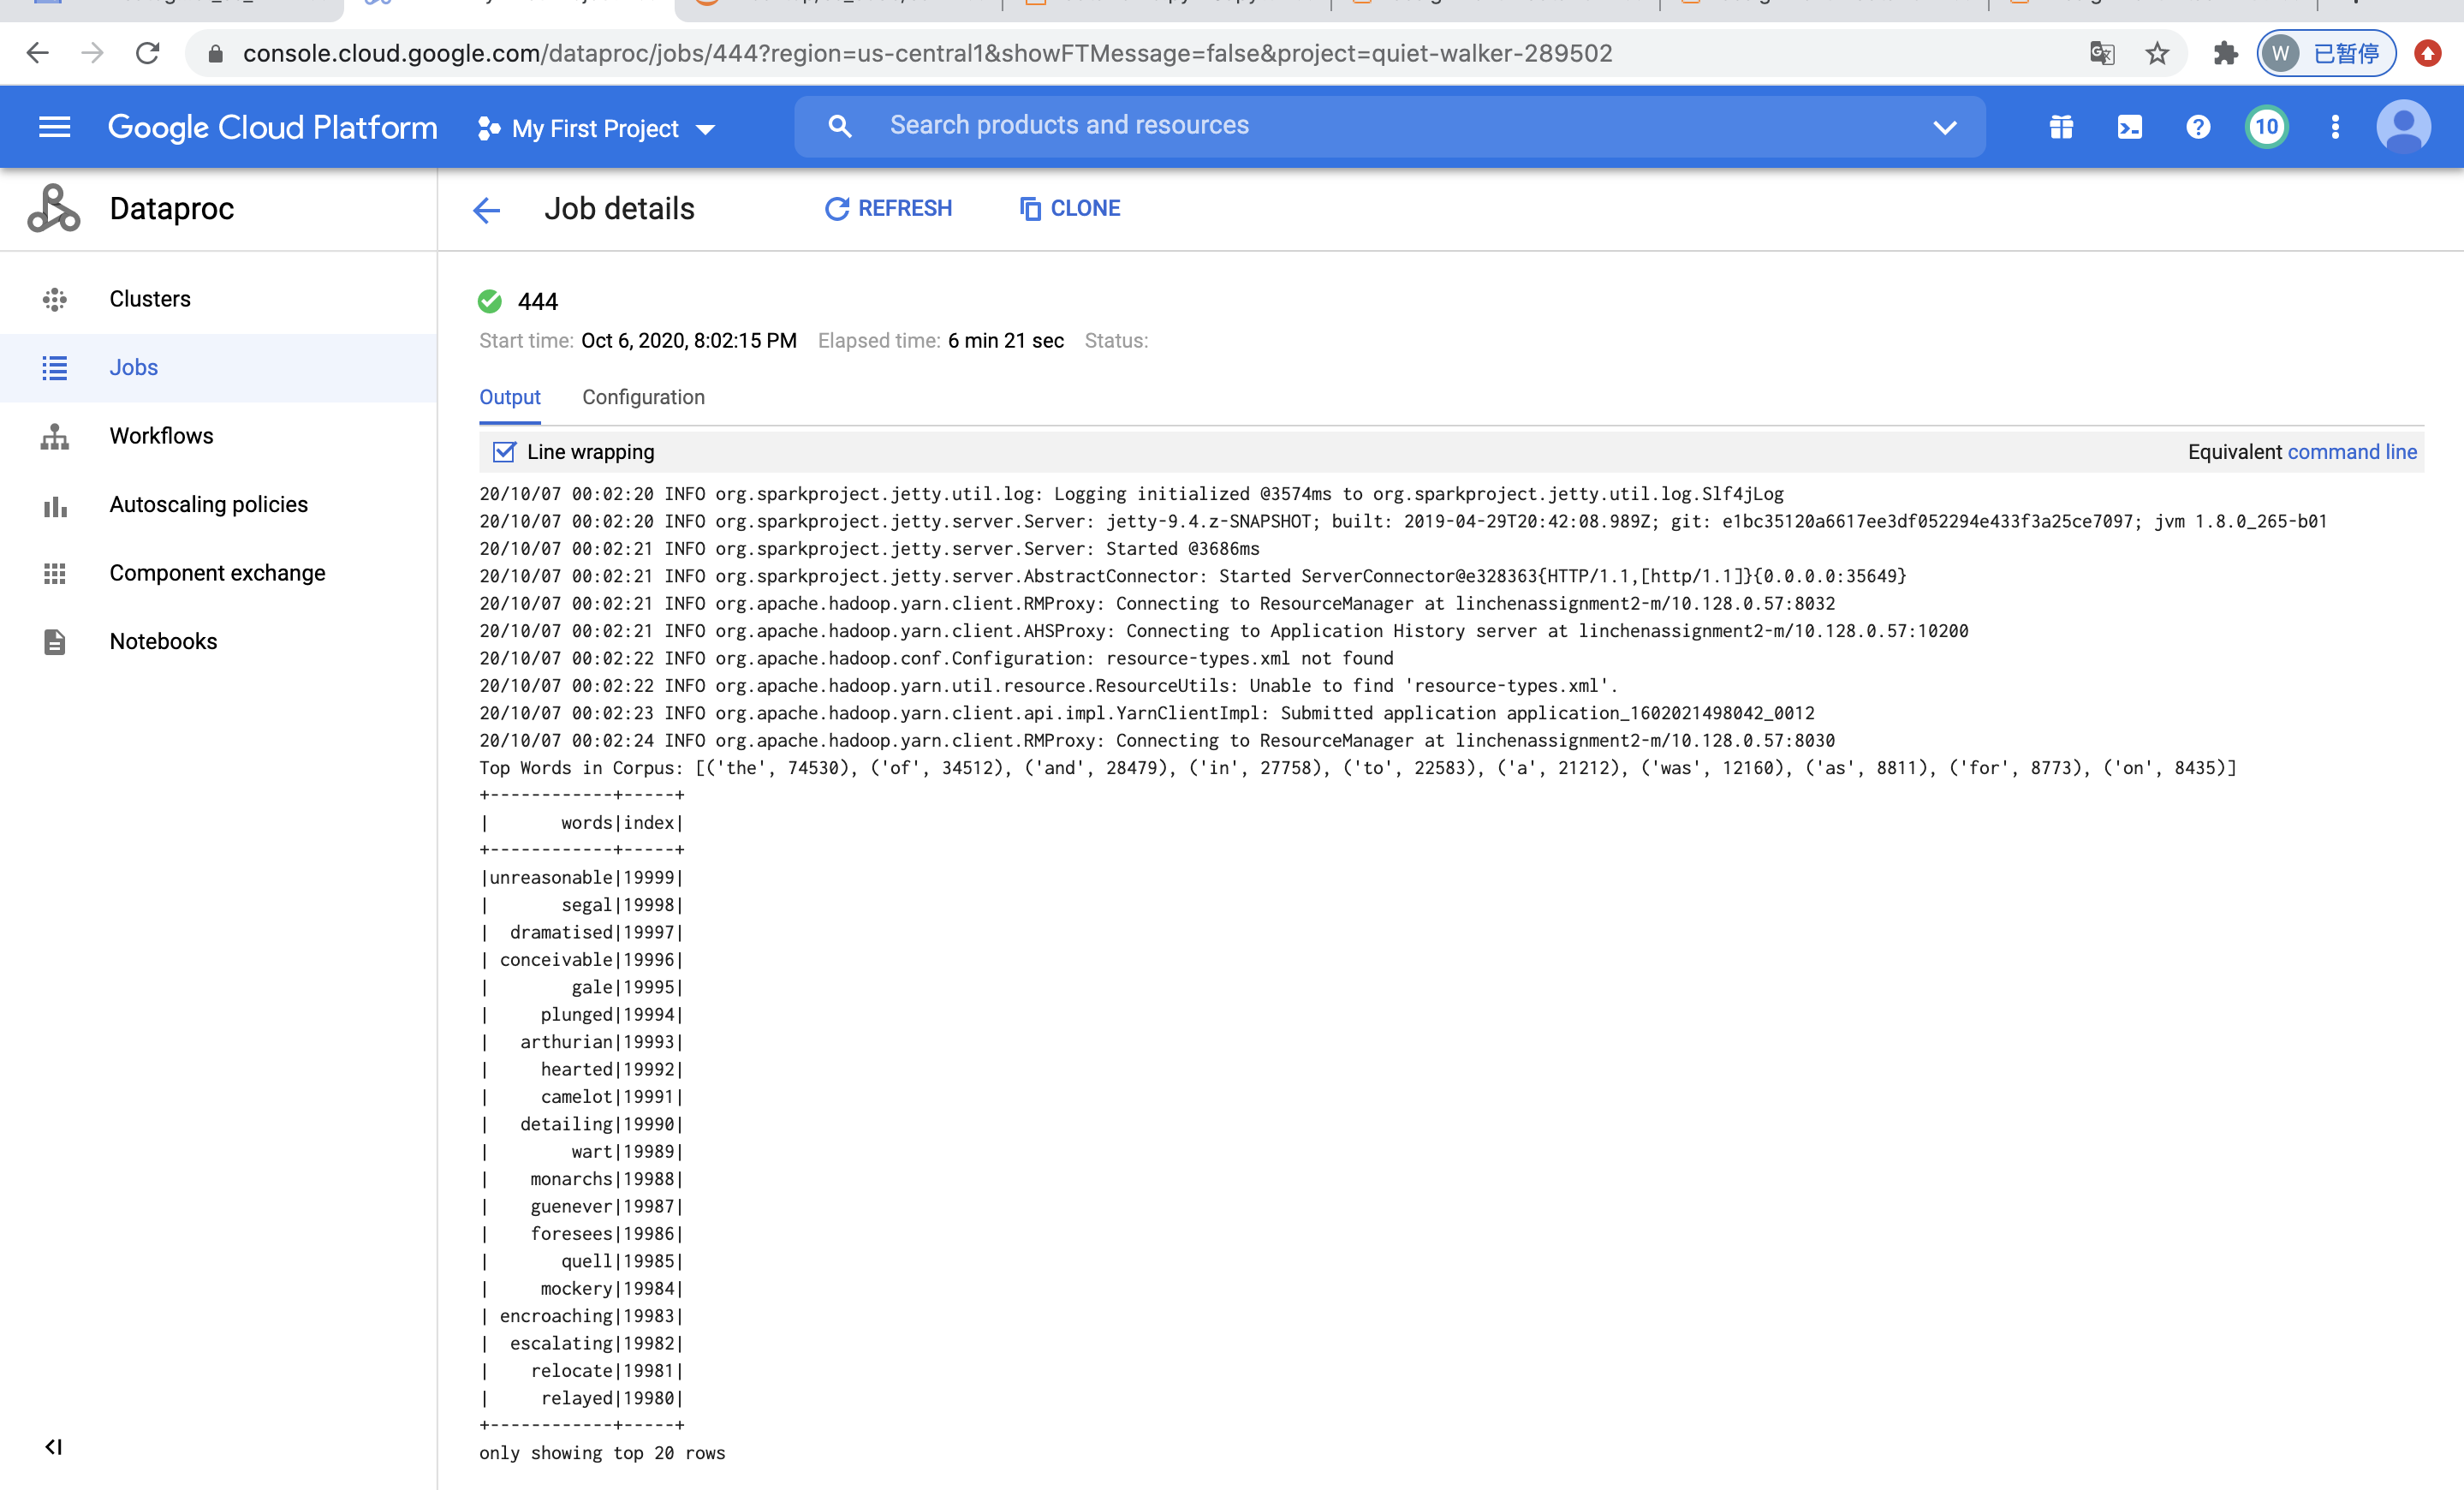 console.cloud.google.com/dataproc/jobs/444?region=us-central1&showFTMessage=false&project=quiet-walker-289502
W 已暂停
Google Cloud Platform
My First Project
Search products and resources
10
Dataproc
Job details
REFRESH
CLONE
Clusters
Jobs
Workflows
Autoscaling policies
Component exchange
Notebooks
444
Start time: Oct 6, 2020, 8:02:15 PM Elapsed time: 6 min 21 sec Status:
Output Configuration
Line wrapping
Equivalent command line
20/10/07 00:02:20 INFO org.sparkproject.jetty.util.log: Logging initialized @3574ms to org.sparkproject.jetty.util.log.Slf4jLog
20/10/07 00:02:20 INFO org.sparkproject.jetty.server.Server: jetty-9.4.z-SNAPSHOT; built: 2019-04-29T20:42:08.989Z; git: e1bc35120a6617ee3df052294e433f3a25ce7097; jvm 1.8.0_265-b01
20/10/07 00:02:21 INFO org.sparkproject.jetty.server.Server: Started @3686ms
20/10/07 00:02:21 INFO org.sparkproject.jetty.server.AbstractConnector: Started ServerConnector@e328363{HTTP/1.1,[http/1.1]}{0.0.0.0:35649}
20/10/07 00:02:21 INFO org.apache.hadoop.yarn.client.RMProxy: Connecting to ResourceManager at linchenassignment2-m/10.128.0.57:8032
20/10/07 00:02:21 INFO org.apache.hadoop.yarn.client.AHSProxy: Connecting to Application History server at linchenassignment2-m/10.128.0.57:10200
20/10/07 00:02:22 INFO org.apache.hadoop.conf.Configuration: resource-types.xml not found
20/10/07 00:02:22 INFO org.apache.hadoop.yarn.util.resource.ResourceUtils: Unable to find 'resource-types.xml'.
20/10/07 00:02:23 INFO org.apache.hadoop.yarn.client.api.impl.YarnClientImpl: Submitted application application_1602021498042_0012
20/10/07 00:02:24 INFO org.apache.hadoop.yarn.client.RMProxy: Connecting to ResourceManager at linchenassignment2-m/10.128.0.57:8030
Top Words in Corpus: [('the', 74530), ('of', 34512), ('and', 28479), ('in', 27758), ('to', 22583), ('a', 21212), ('was', 12160), ('as', 8811), ('for', 8773), ('on', 8435)]
+------------+-----+
|       words|index|
+------------+-----+
|unreasonable|19999|
|       segal|19998|
|  dramatised|19997|
| conceivable|19996|
|        gale|19995|
|     plunged|19994|
|   arthurian|19993|
|     hearted|19992|
|     camelot|19991|
|   detailing|19990|
|        wart|19989|
|    monarchs|19988|
|    guenever|19987|
|    foresees|19986|
|       quell|19985|
|     mockery|19984|
| encroaching|19983|
|  escalating|19982|
|    relocate|19981|
|     relayed|19980|
+------------+-----+
only showing top 20 rows